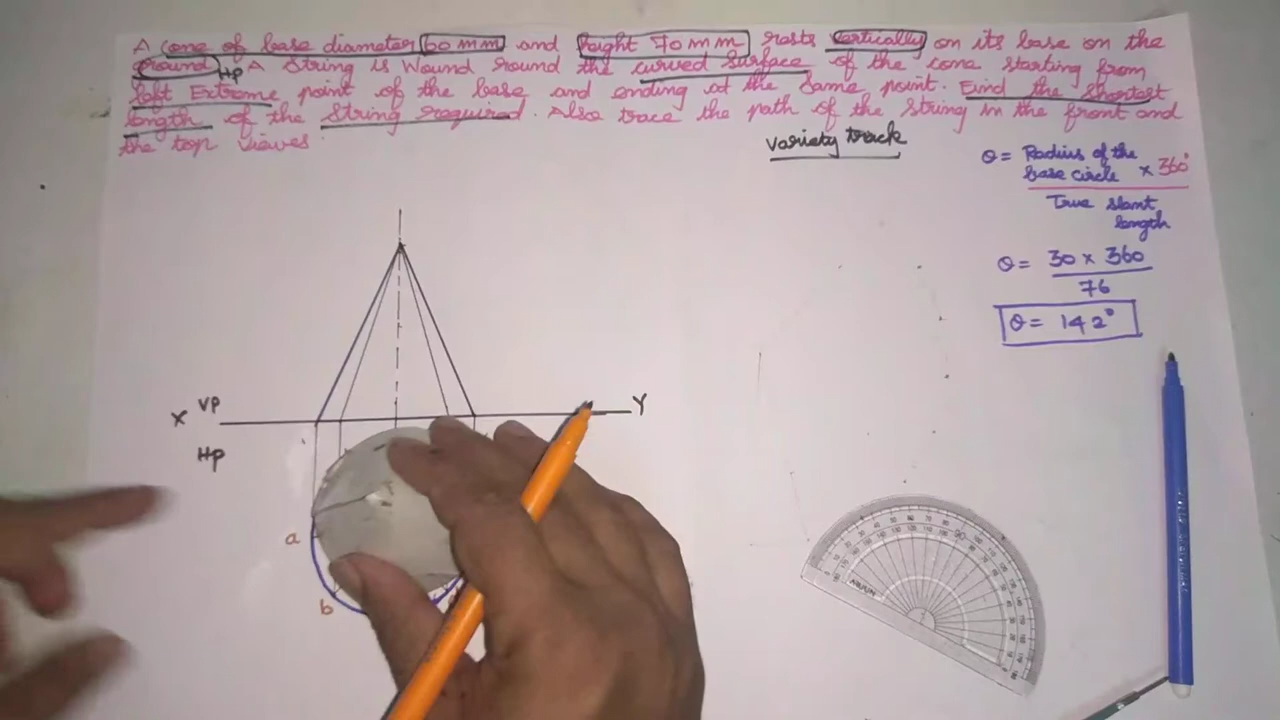 A cone of base diameter 60 mm and height 70 mm rests vertically on its base on the
ground HP A string is wound round the curved surface of the cone starting from
left Extreme point of the base and ending at the same point. Find the shortest
length of the string required. Also trace the path of the string in the front and
the top views
variety track
θ = Radius of the
base circle × 360°
True slant
length
θ = 30 × 360
76
θ = 142°
X VP Y
HP
a
b